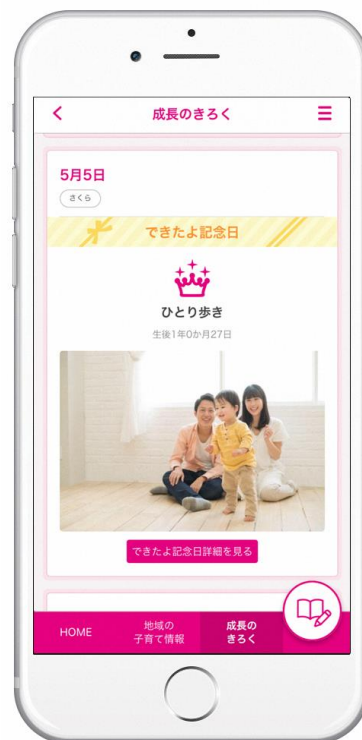 成長のきろく
5月5日
さくら
できたよ記念日
ひとり歩き
生後1年0か月27日
できたよ記念日詳細を見る
HOME
地域の
子育て情報
成長の
きろく